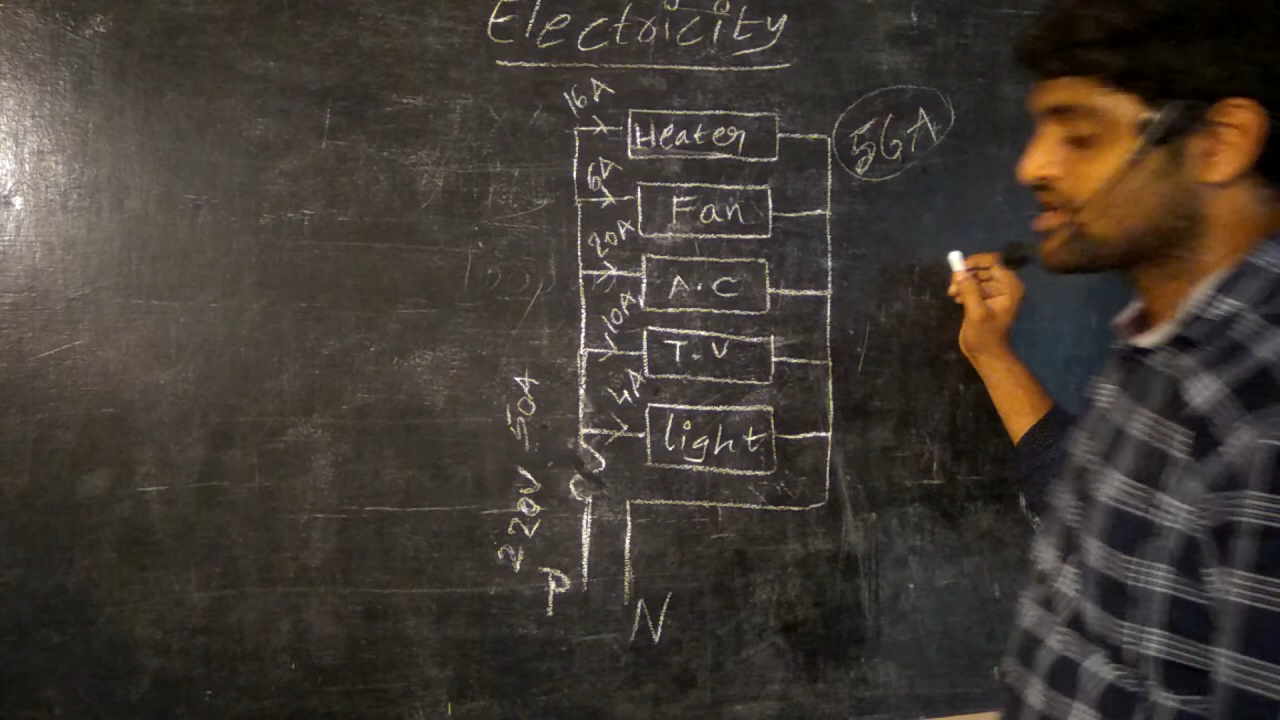 Electricity
16A
Heater
56A
6A
Fan
20A
A.C
10A
T.V
4A
light
220V 50A
P
N